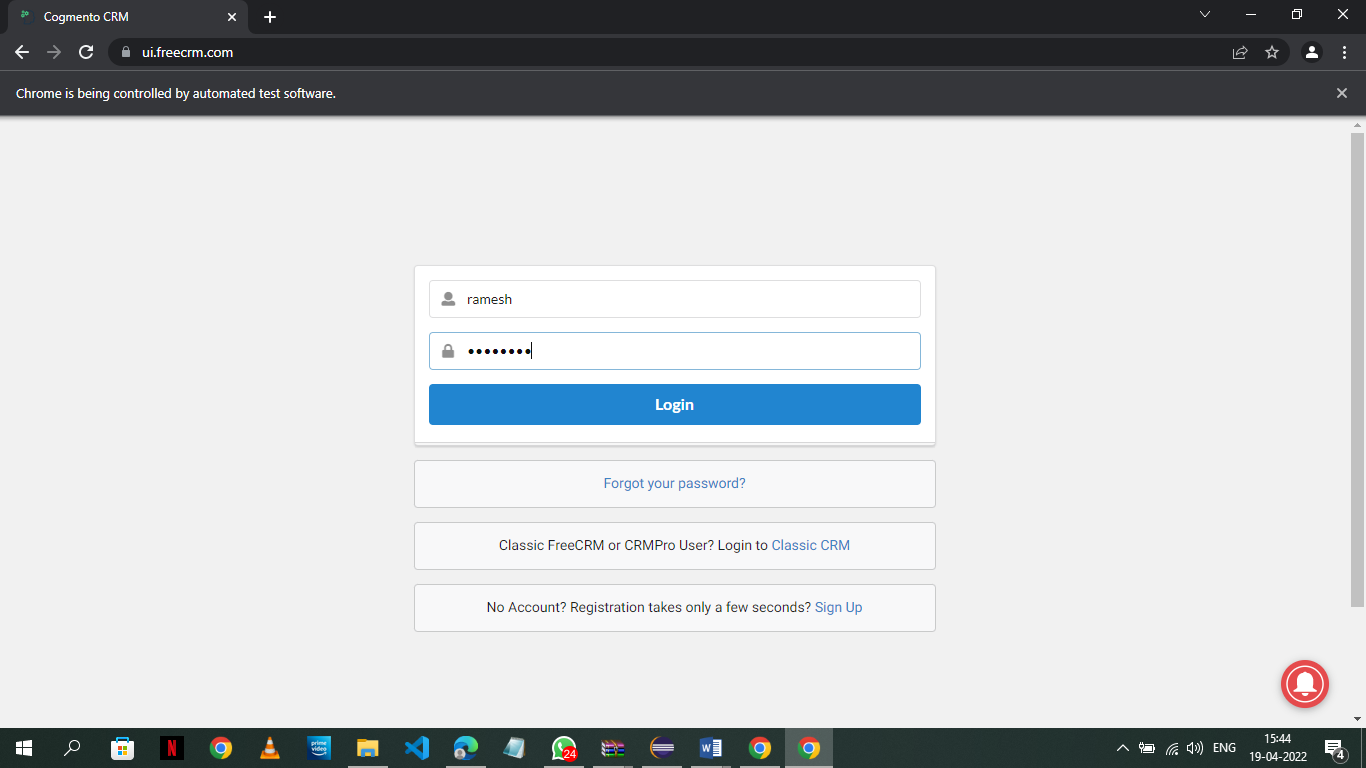 Cogmento CRM
ui.freecrm.com
Chrome is being controlled by automated test software.
ramesh
Login
Forgot your password?
Classic FreeCRM or CRMPro User? Login to Classic CRM
No Account? Registration takes only a few seconds? Sign Up
N
prime video
24
W
ENG
15:44
19-04-2022
4